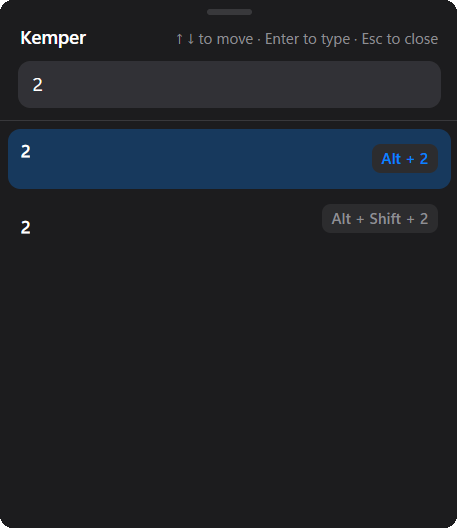 Kemper
↑ ↓ to move · Enter to type · Esc to close
2
2
Alt + 2
2
Alt + Shift + 2